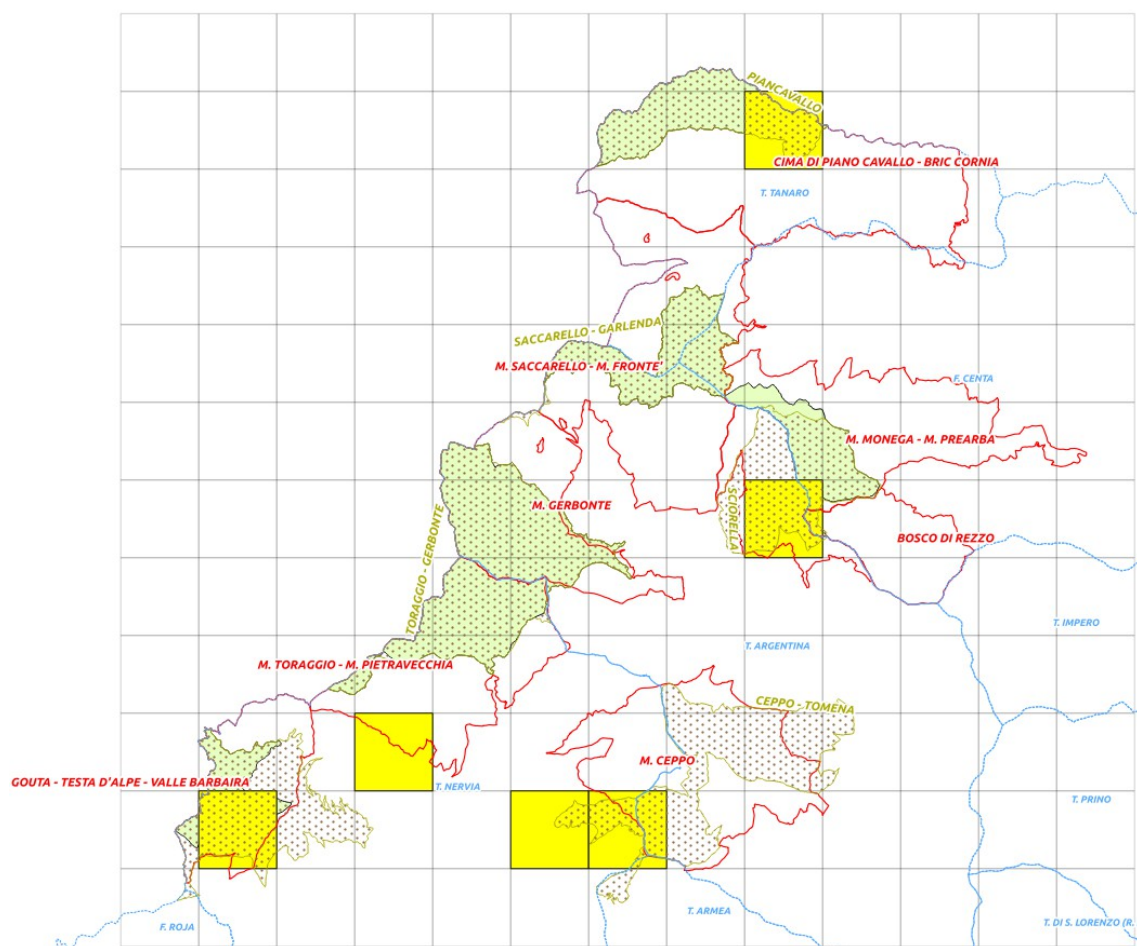 PIANCAVALLO
CIMA DI PIANO CAVALLO - BRIC CORNIA
T. TANARO
SACCARELLO - GARLENDA
M. SACCARELLO - M. FRONTE'
F. CENTA
M. MONEGA - M. PREARBA
SCIORELLA
M. GERBONTE
BOSCO DI REZZO
TORAGGIO - GERBONTE
T. IMPERO
T. ARGENTINA
M. TORAGGIO - M. PIETRAVECCHIA
CEPPO - TOMENA
M. CEPPO
GOUTA - TESTA D'ALPE - VALLE BARBAIRA
T. NERVIA
T. PRINO
T. ARMEA
F. ROJA
T. DI S. LORENZO (R.